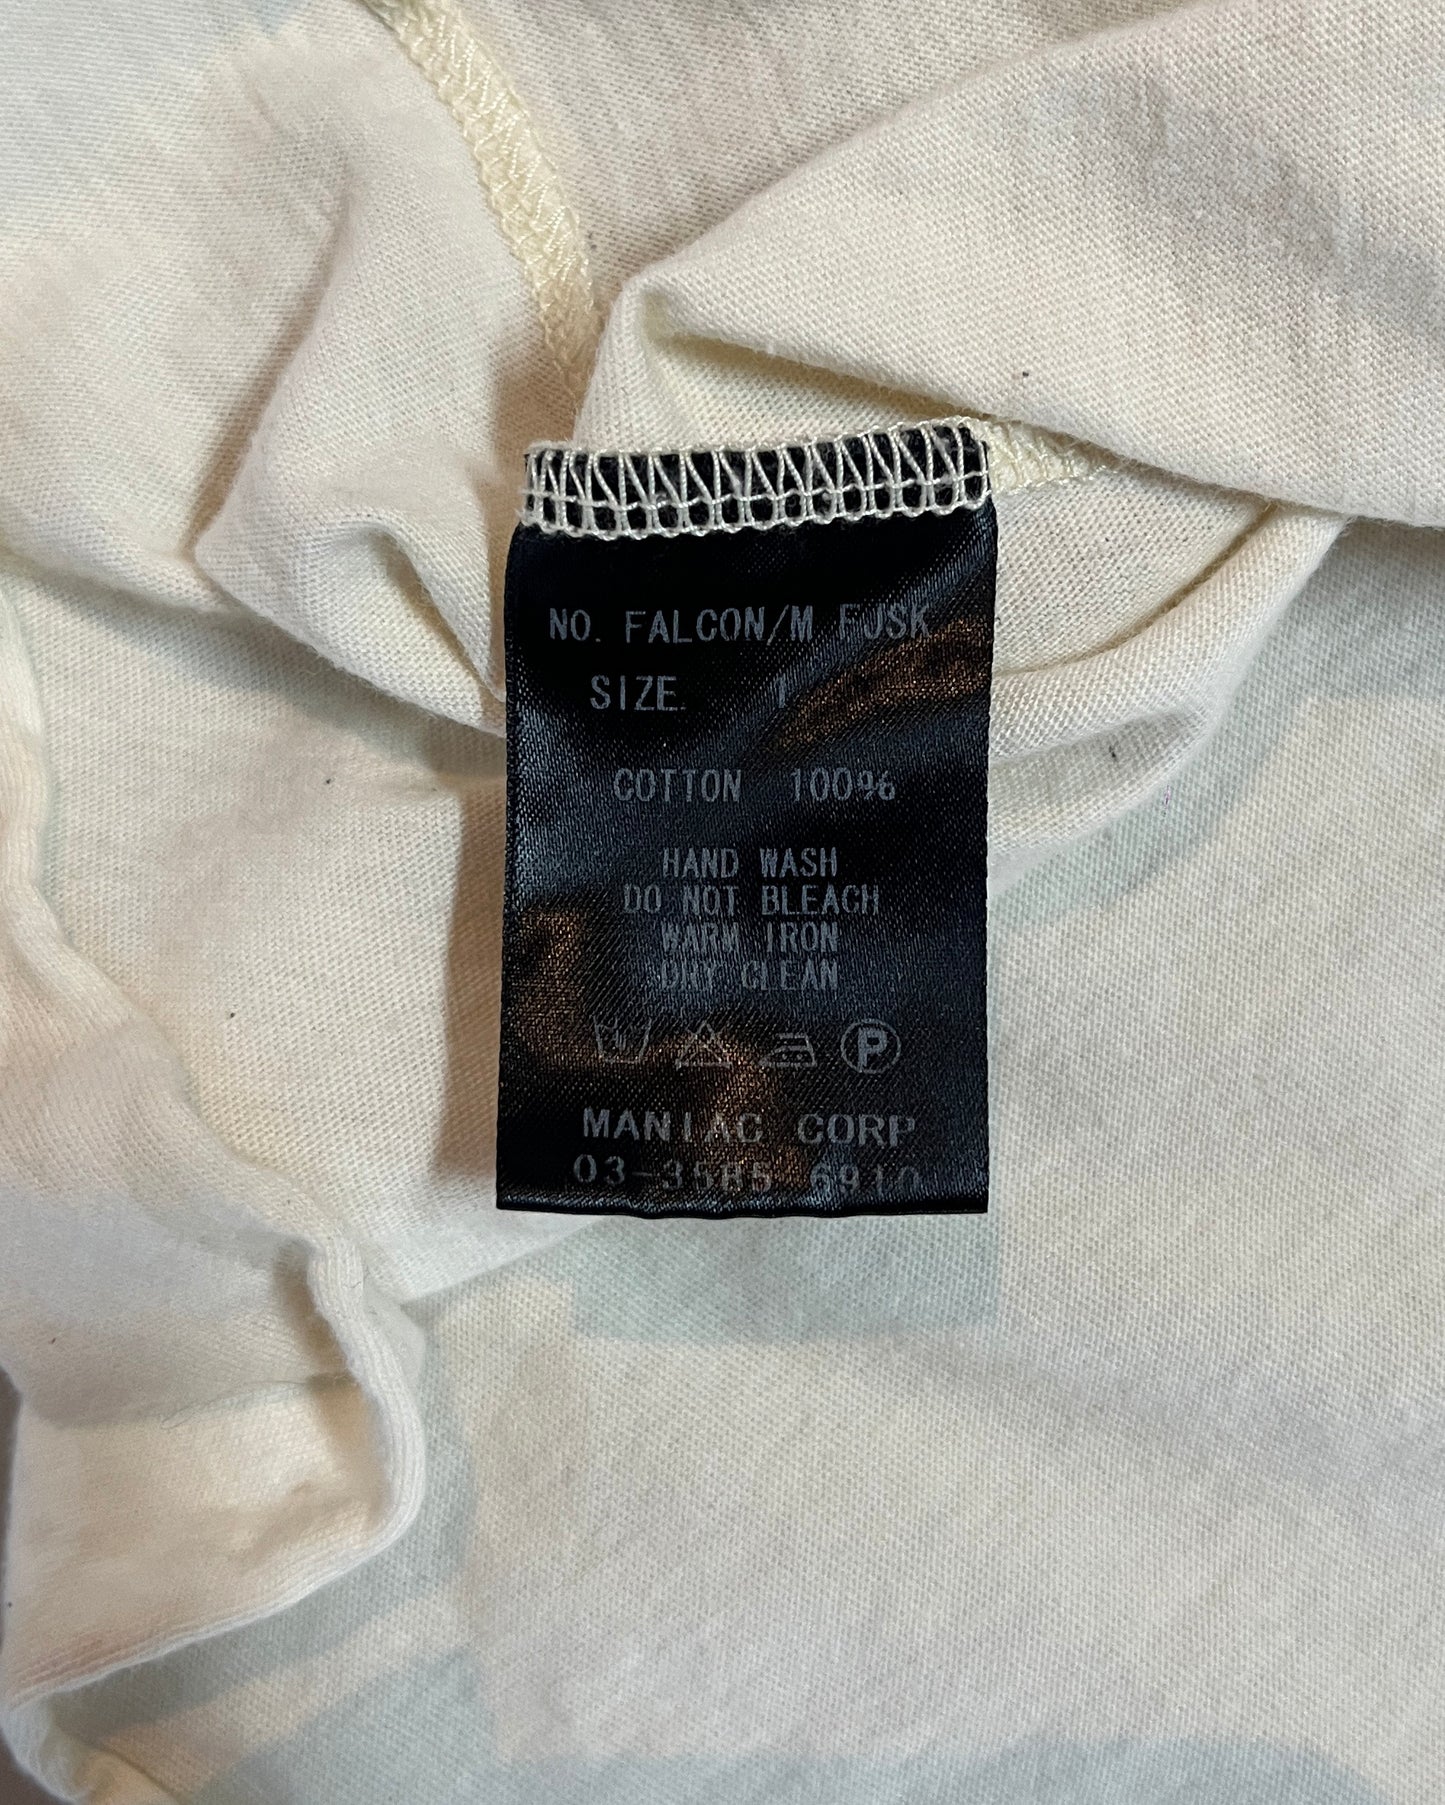 NO. FALCON/M FJSK
SIZE. 1
COTTON 100%
HAND WASH
DO NOT BLEACH
WARM IRON
DRY CLEAN
P
MANIAC CORP
03-3585 6910